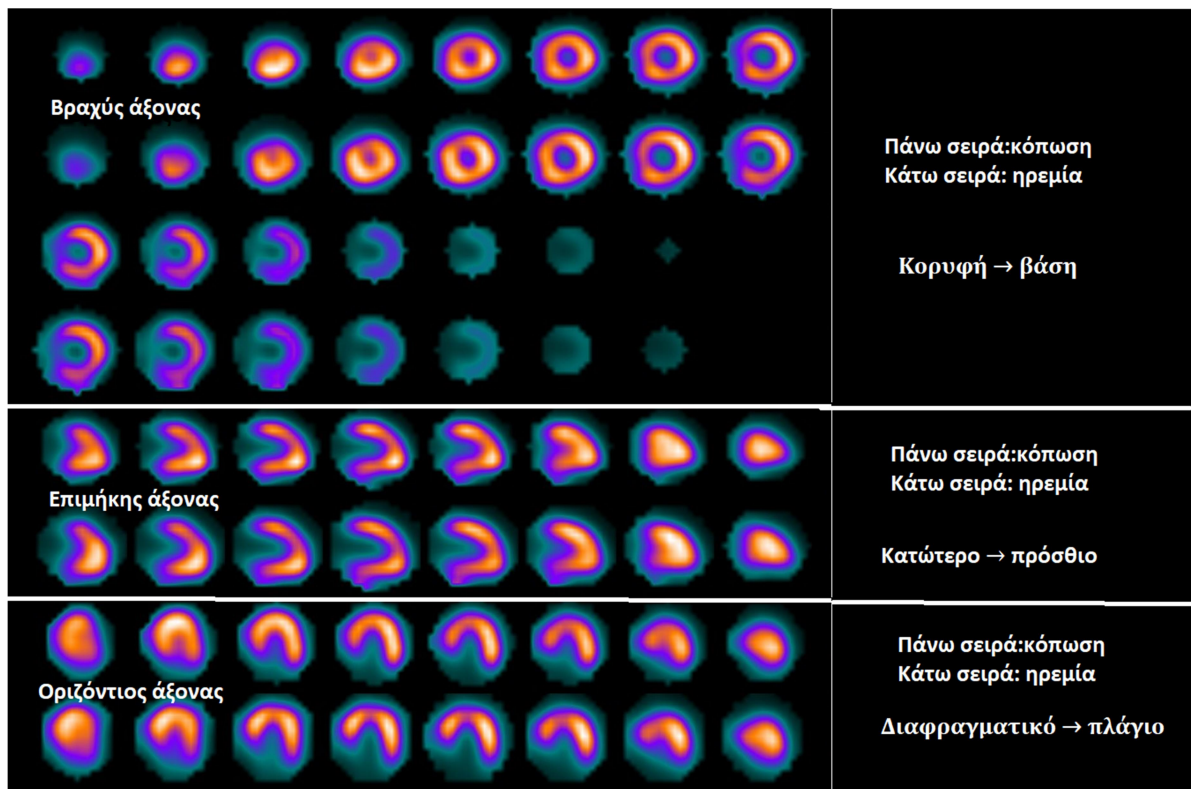 Βραχύς άξονας
Πάνω σειρά:κόπωση
Κάτω σειρά: ηρεμία
Κορυφή → βάση
Επιμήκης άξονας
Πάνω σειρά:κόπωση
Κάτω σειρά: ηρεμία
Κατώτερο → πρόσθιο
Οριζόντιος άξονας
Πάνω σειρά:κόπωση
Κάτω σειρά: ηρεμία
Διαφραγματικό → πλάγιο